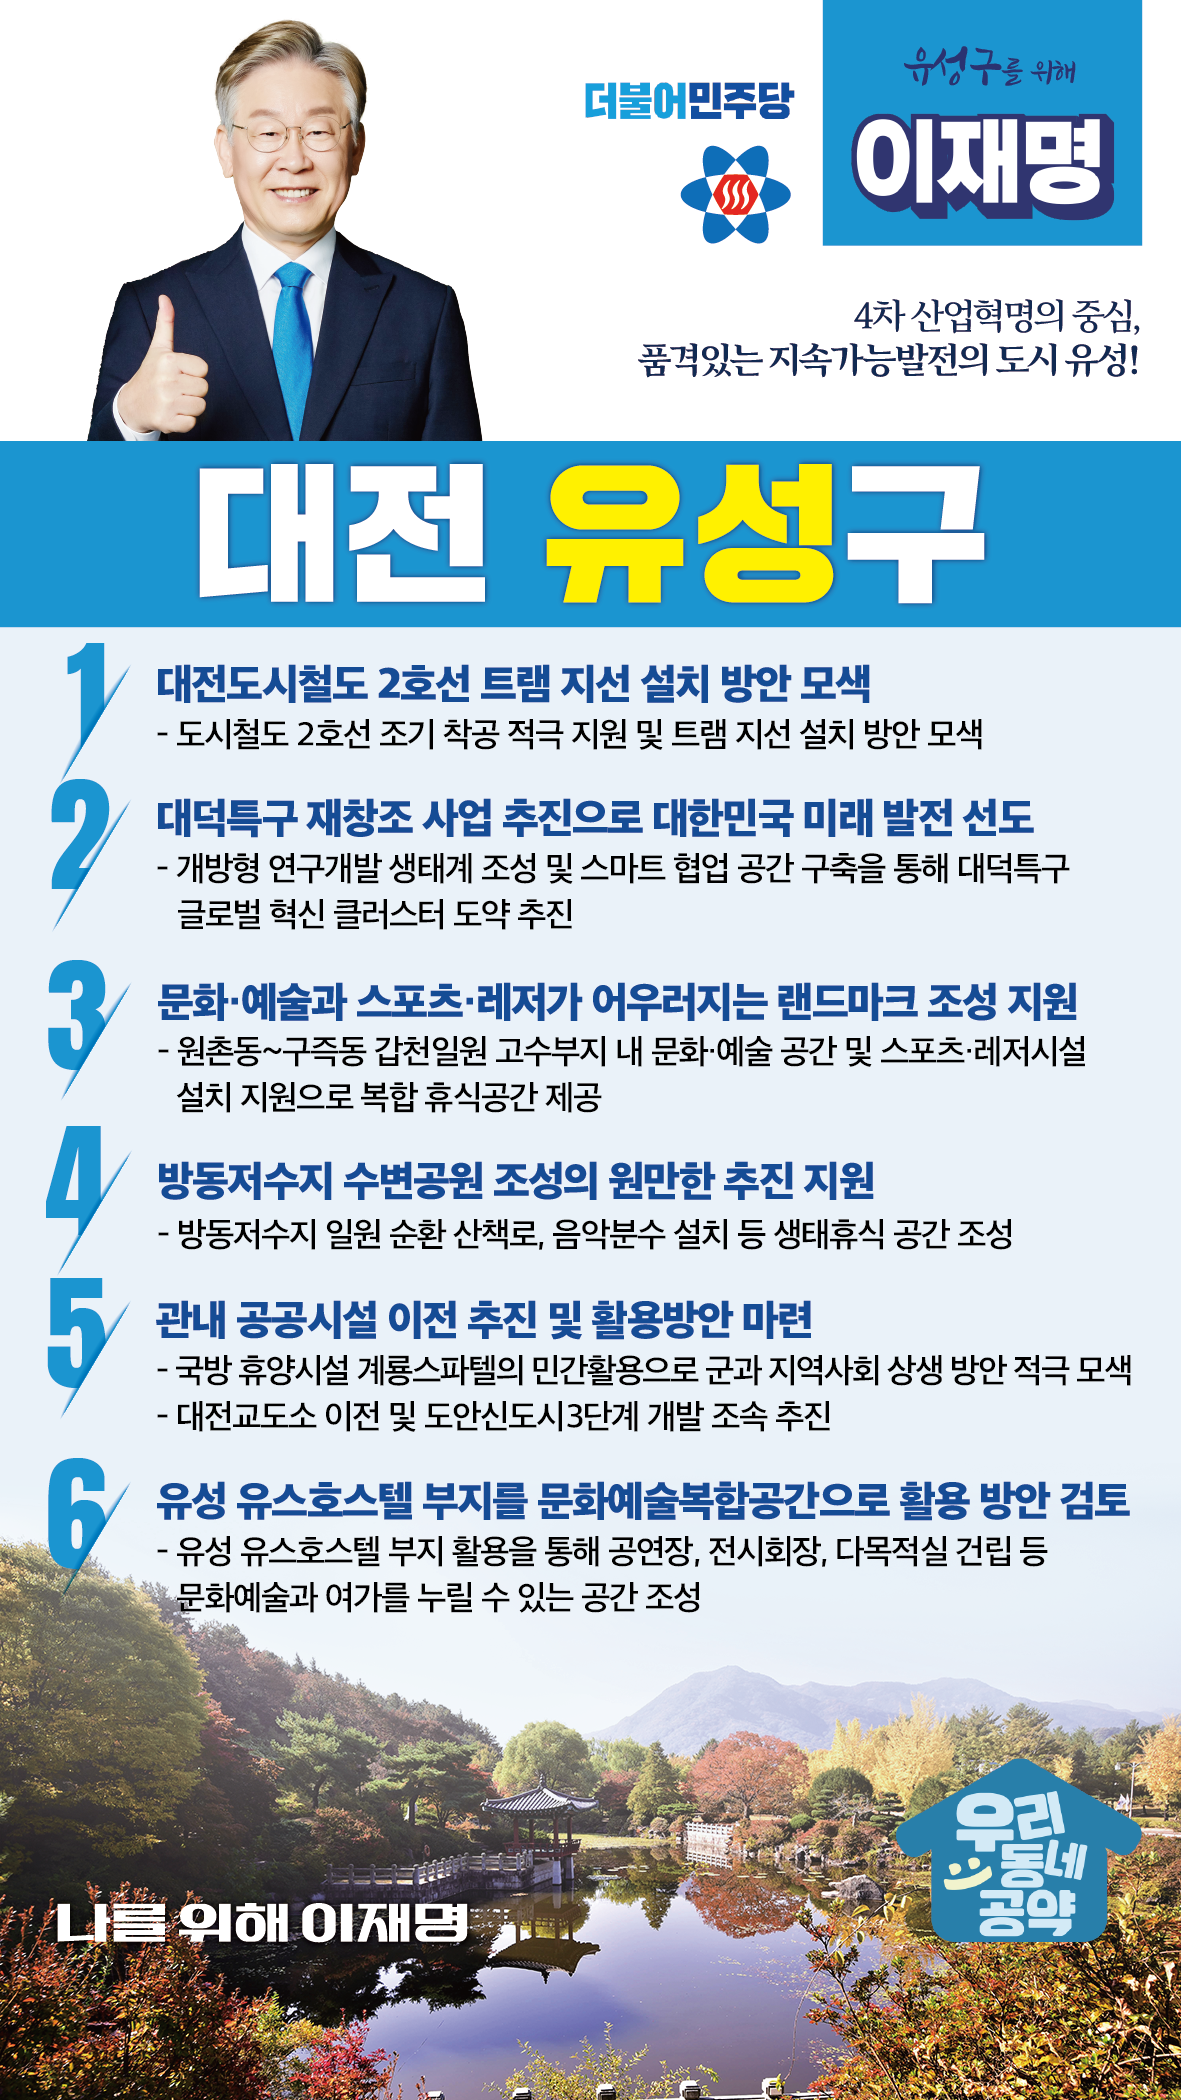 더불어민주당
유성구를 위해
이재명
4차 산업혁명의 중심,
품격있는 지속가능발전의 도시 유성!
대전 유성구
1
대전도시철도 2호선 트램 지선 설치 방안 모색
- 도시철도 2호선 조기 착공 적극 지원 및 트램 지선 설치 방안 모색
2
대덕특구 재창조 사업 추진으로 대한민국 미래 발전 선도
- 개방형 연구개발 생태계 조성 및 스마트 협업 공간 구축을 통해 대덕특구
글로벌 혁신 클러스터 도약 추진
3
문화·예술과 스포츠·레저가 어우러지는 랜드마크 조성 지원
- 원촌동~구즉동 갑천일원 고수부지 내 문화·예술 공간 및 스포츠·레저시설
설치 지원으로 복합 휴식공간 제공
4
방동저수지 수변공원 조성의 원만한 추진 지원
- 방동저수지 일원 순환 산책로, 음악분수 설치 등 생태휴식 공간 조성
5
관내 공공시설 이전 추진 및 활용방안 마련
- 국방 휴양시설 계룡스파텔의 민간활용으로 군과 지역사회 상생 방안 적극 모색
- 대전교도소 이전 및 도안신도시3단계 개발 조속 추진
6
유성 유스호스텔 부지를 문화예술복합공간으로 활용 방안 검토
- 유성 유스호스텔 부지 활용을 통해 공연장, 전시회장, 다목적실 건립 등
문화예술과 여가를 누릴 수 있는 공간 조성
우리
동네
공약
나를 위해 이재명